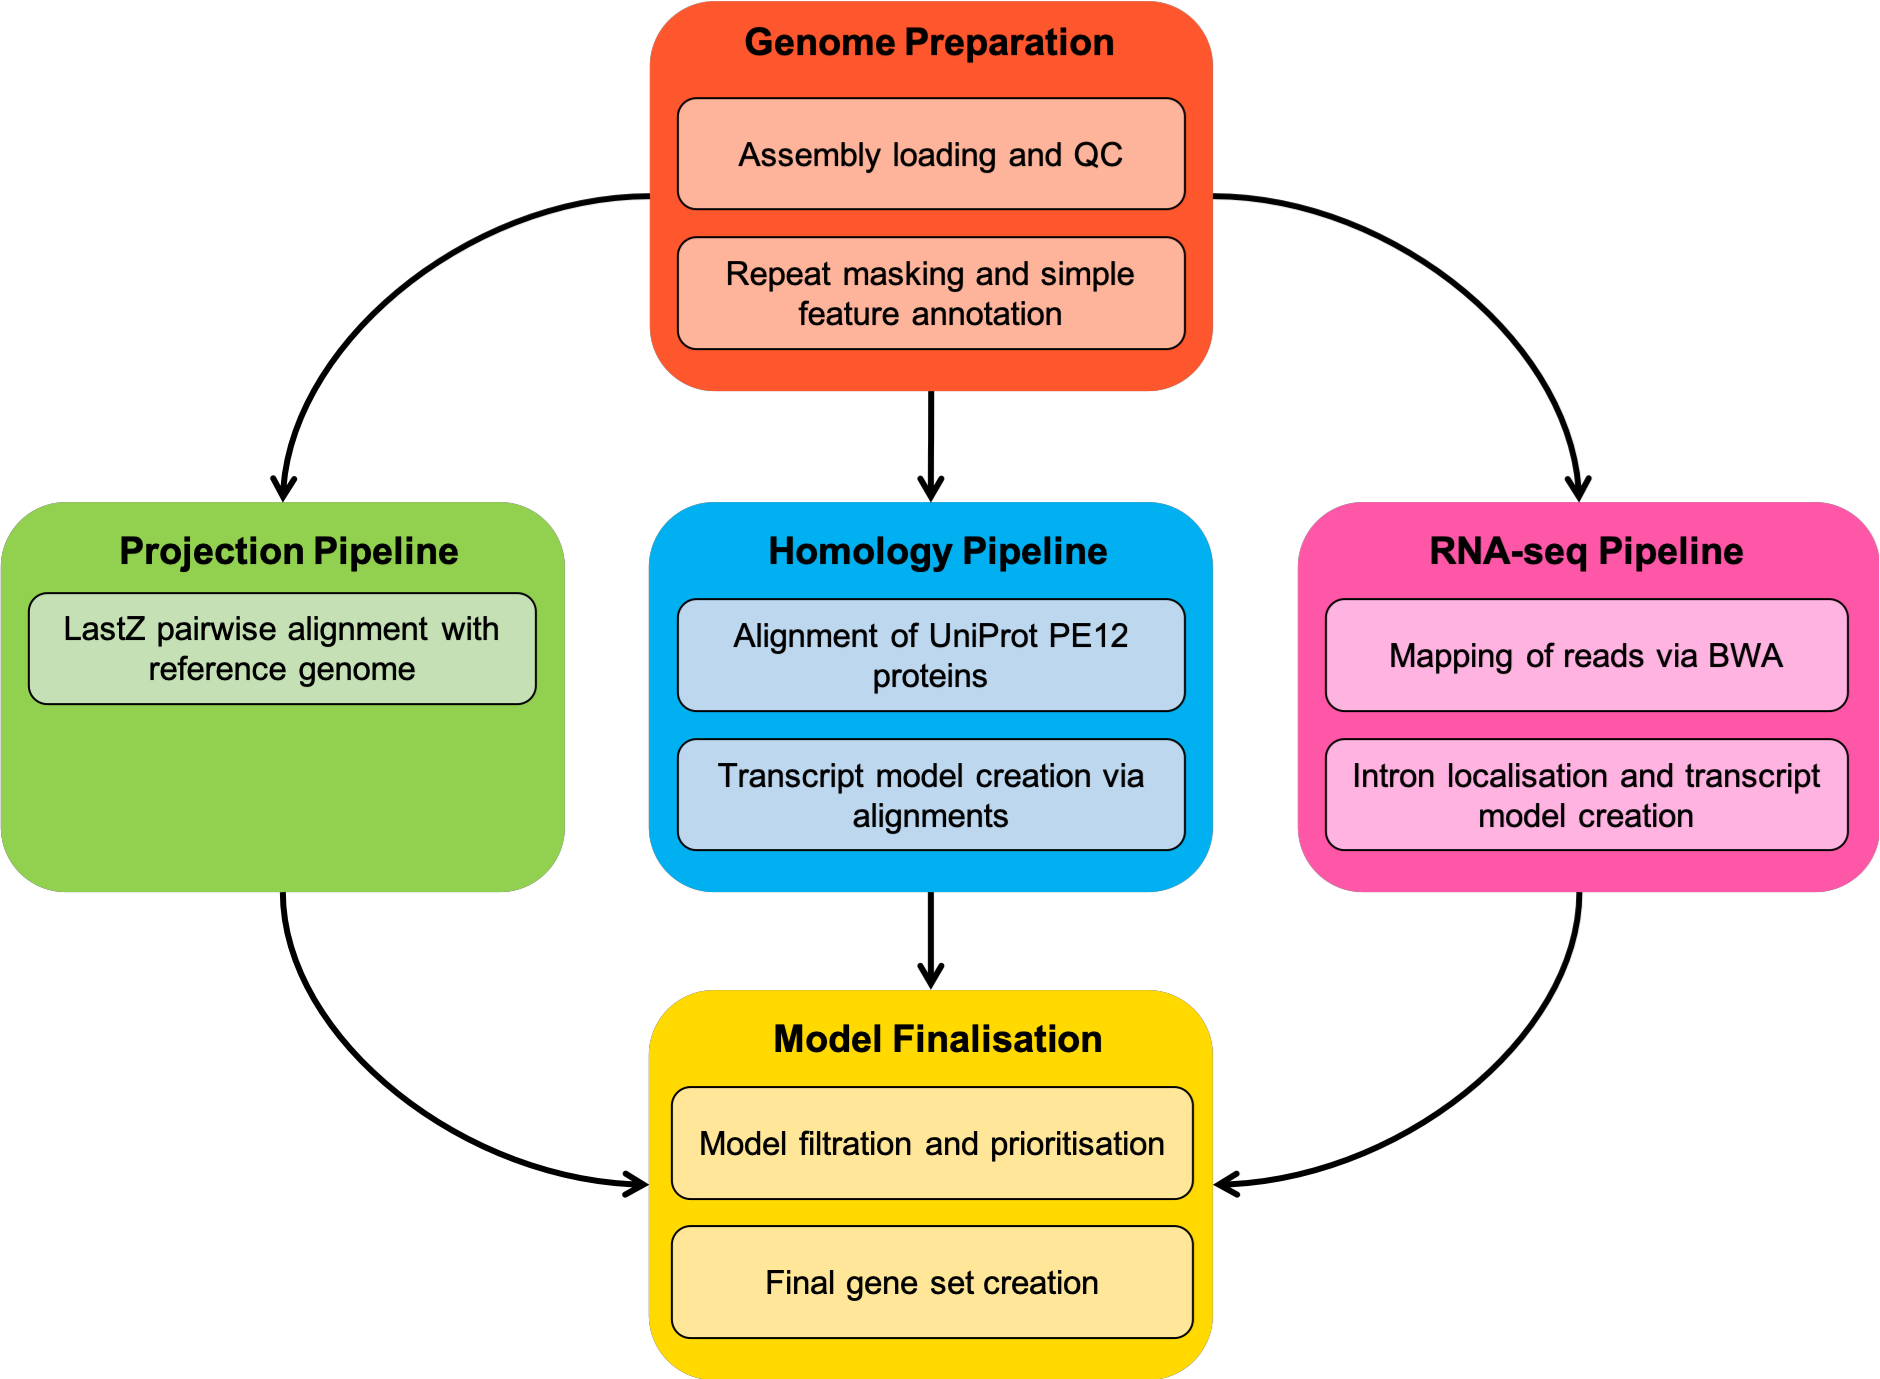 Genome Preparation
Assembly loading and QC
Repeat masking and simple
feature annotation
Projection Pipeline
LastZ pairwise alignment with
reference genome
Homology Pipeline
Alignment of UniProt PE12
proteins
Transcript model creation via
alignments
RNA-seq Pipeline
Mapping of reads via BWA
Intron localisation and transcript
model creation
Model Finalisation
Model filtration and prioritisation
Final gene set creation